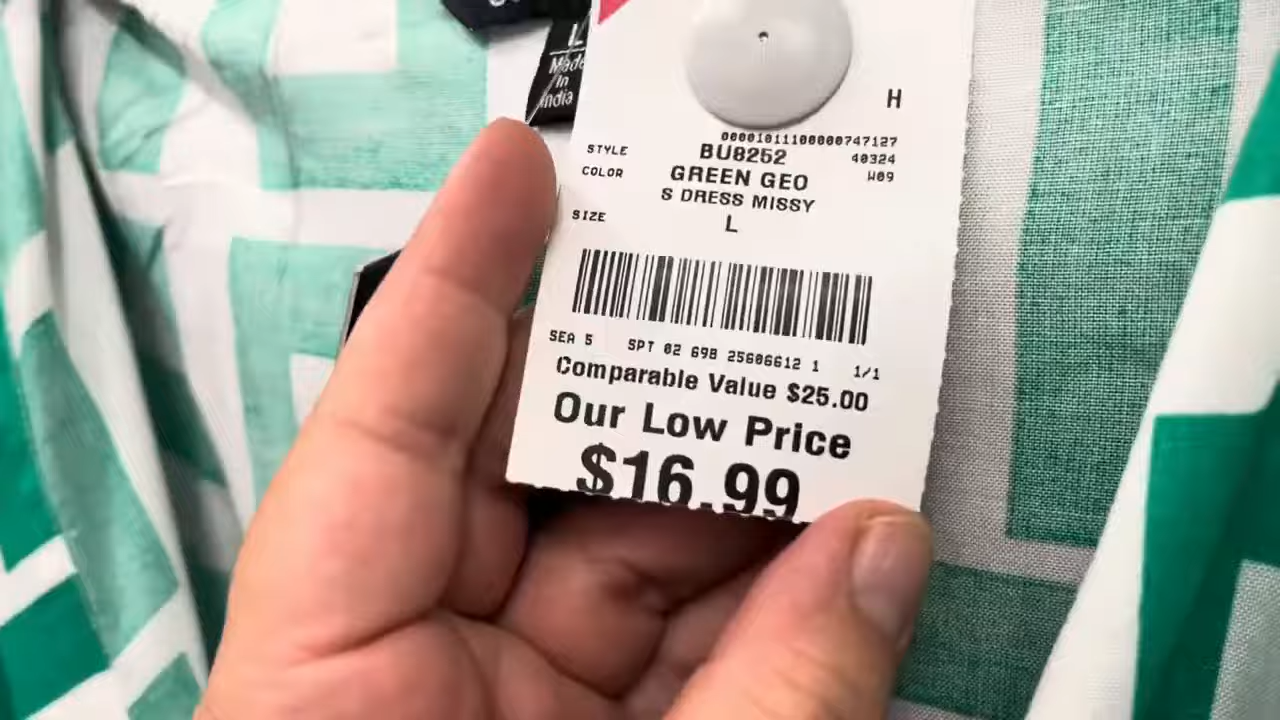 L
Made
In
India
H
00001011100000747127
STYLE BU8252 40324
COLOR GREEN GEO W09
S DRESS MISSY
SIZE L
SEA 5 SPT 02 698 25606612 1 1/1
Comparable Value $25.00
Our Low Price
$16.99